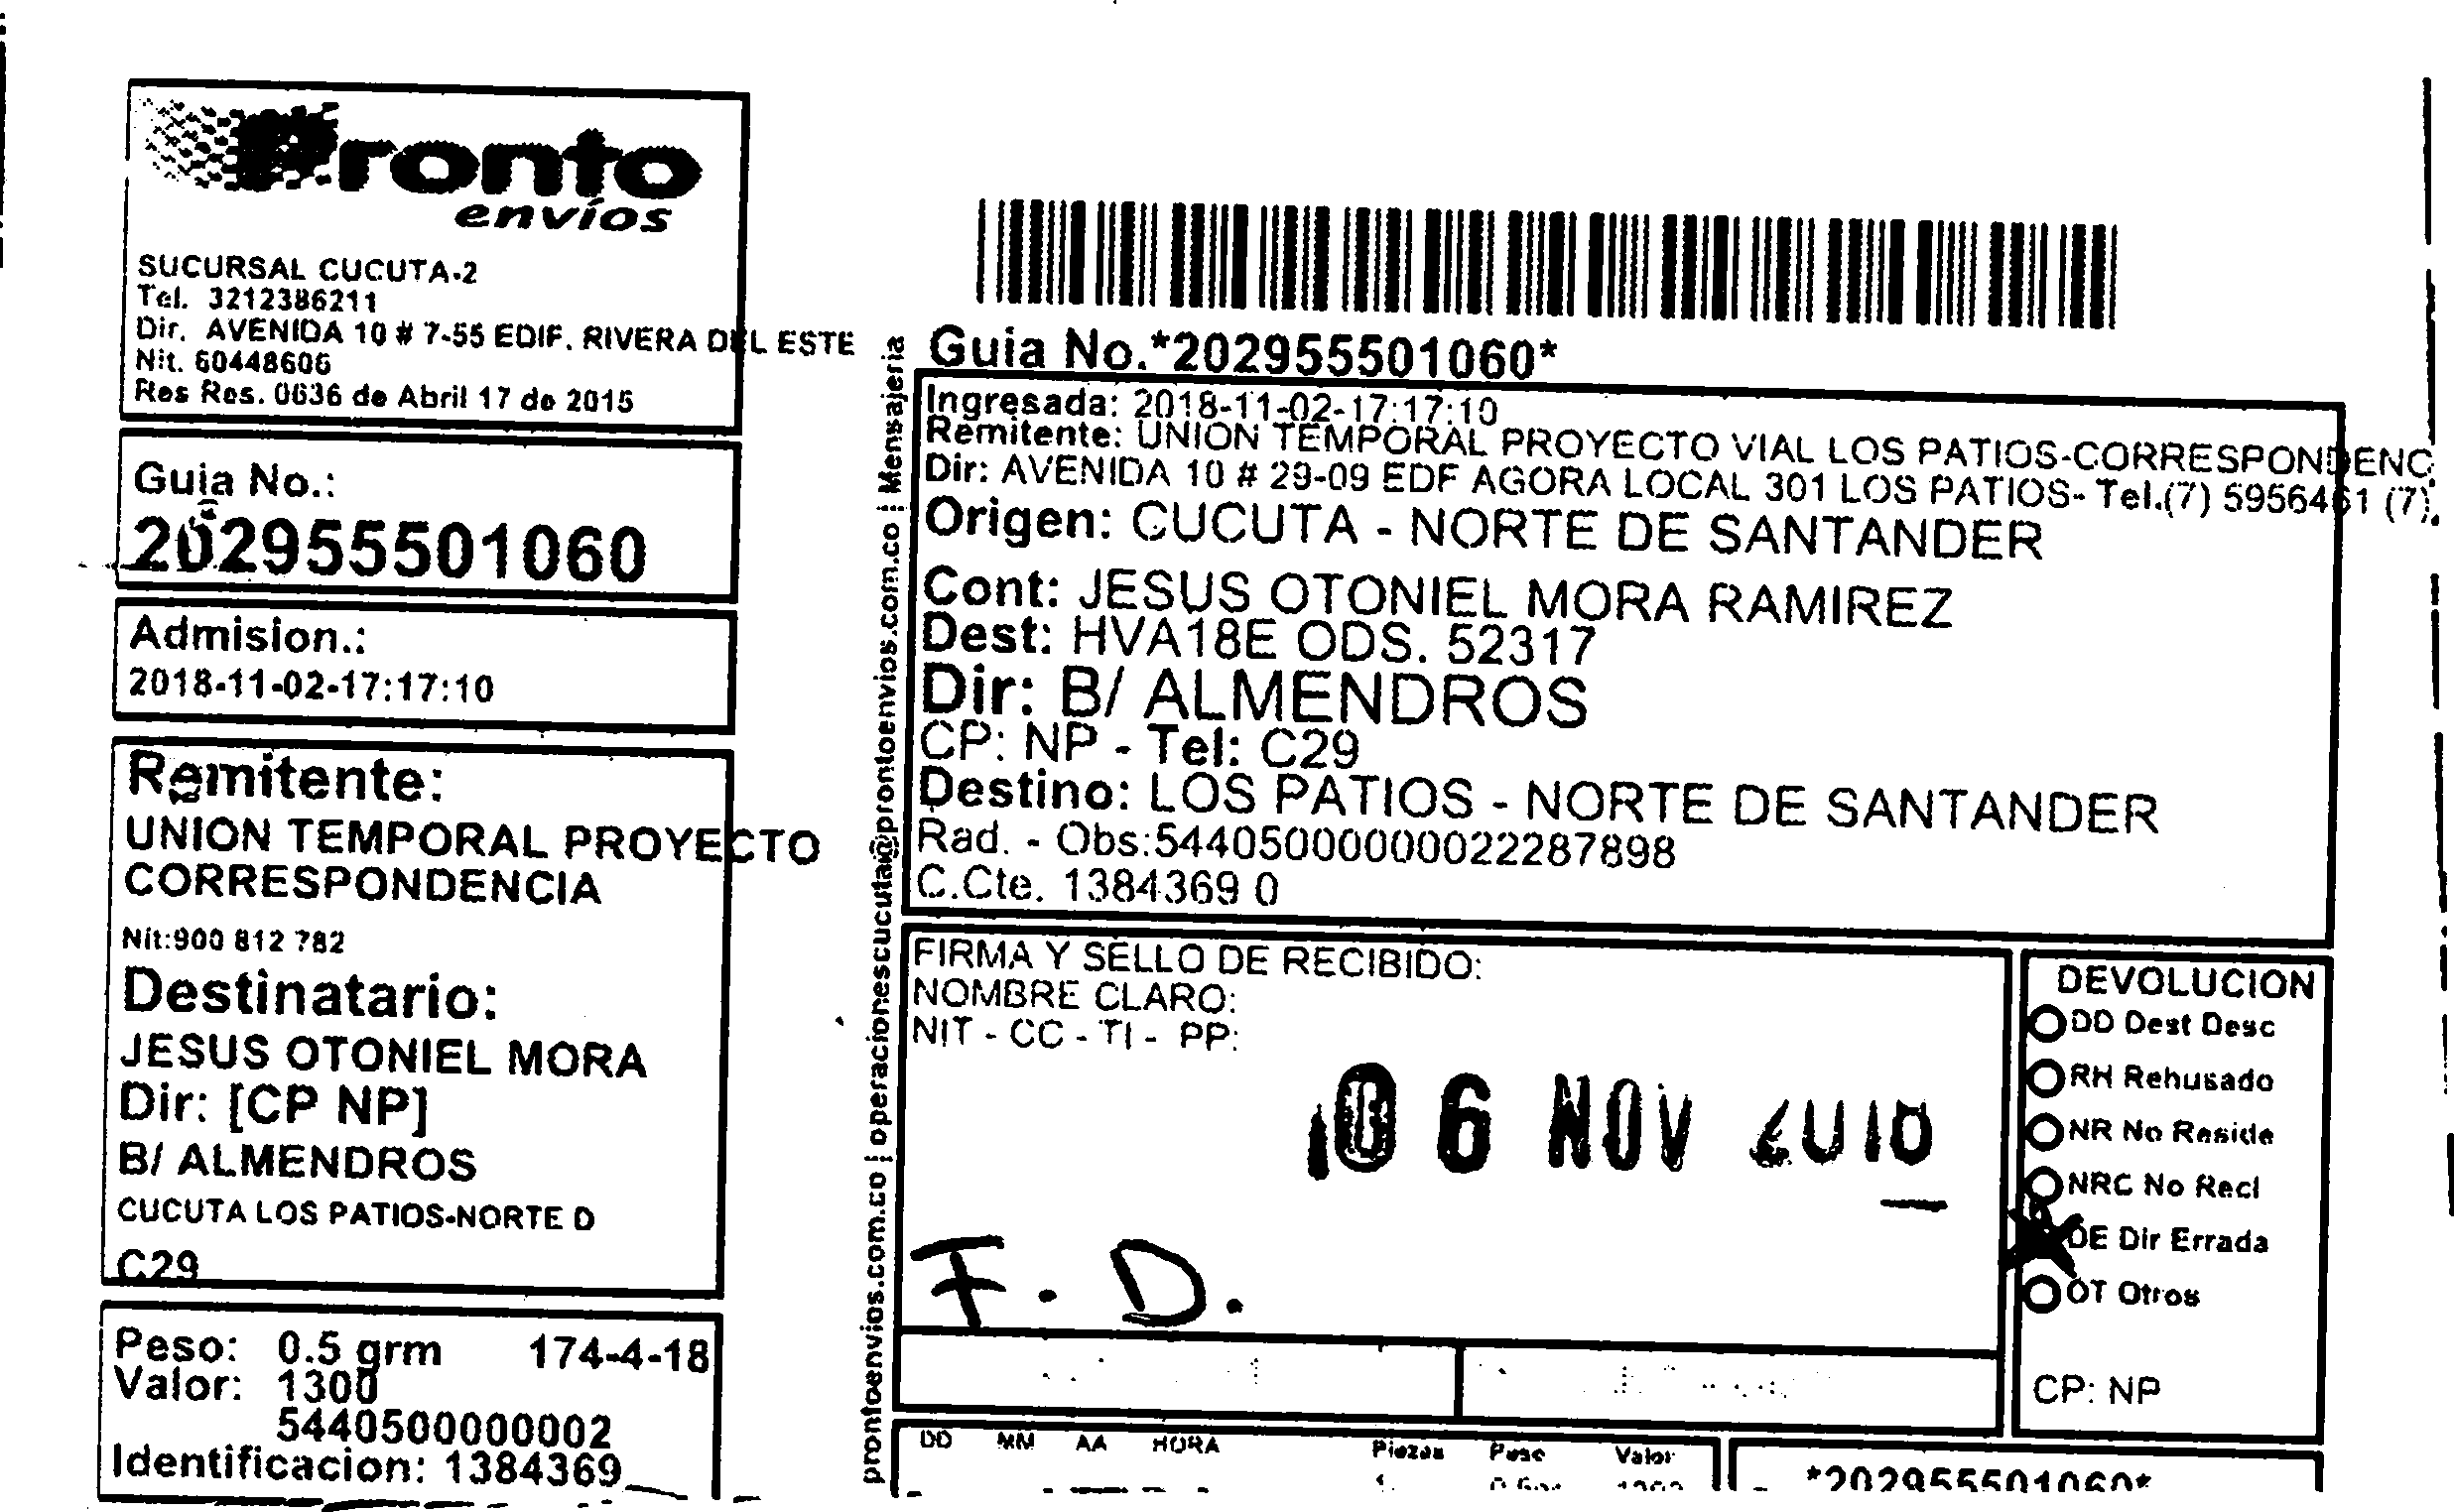 Pronto
envíos
SUCURSAL CUCUTA-2
Tel. 3212386211
Dir. AVENIDA 10 # 7-55 EDIF. RIVERA DEL ESTE
Nit. 60448606
Res Res. 0636 de Abril 17 de 2015
Guia No.:
202955501060
Admision.:
2018-11-02-17:17:10
Remitente:
UNION TEMPORAL PROYECTO
CORRESPONDENCIA
Nit:900 812 782
Destinatario:
JESUS OTONIEL MORA
Dir: [CP NP]
B/ ALMENDROS
CUCUTA LOS PATIOS-NORTE D
C29
Peso: 0.5 grm 174-4-18
Valor: 1300
5440500000002
Identificacion: 1384369
prontoenvios.com.co | operacionescucuta@prontoenvios.com.co | Mensajeria
Guia No.*202955501060*
Ingresada: 2018-11-02-17:17:10
Remitente: UNION TEMPORAL PROYECTO VIAL LOS PATIOS-CORRESPONDENC
Dir: AVENIDA 10 # 29-09 EDF AGORA LOCAL 301 LOS PATIOS- Tel.(7) 5956461 (7)
Origen: CUCUTA - NORTE DE SANTANDER
Cont: JESUS OTONIEL MORA RAMIREZ
Dest: HVA18E ODS. 52317
Dir: B/ ALMENDROS
CP: NP - Tel: C29
Destino: LOS PATIOS - NORTE DE SANTANDER
Rad. - Obs:544050000000022287898
C.Cte. 1384369 0
FIRMA Y SELLO DE RECIBIDO:
NOMBRE CLARO:
NIT - CC - TI - PP:
06 NOV
F. D.
DEVOLUCION
DD Dest Desc
RH Rehusado
NR No Reside
NRC No Recl
DE Dir Errada
OT Otros
CP: NP
DD MM AA HORA Piezas Peso Valor
*202955501060*